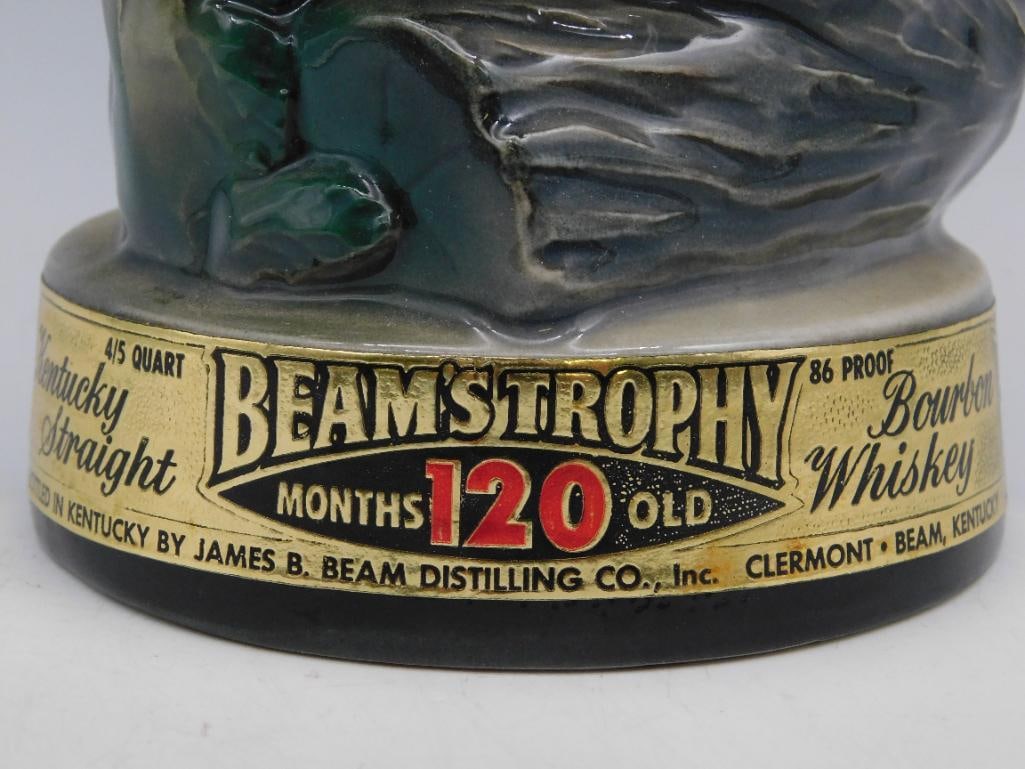 4/5 QUART
Kentucky
Straight
BEAM'S TROPHY
MONTHS 120 OLD
86 PROOF
Bourbon
Whiskey
IN KENTUCKY BY JAMES B. BEAM DISTILLING CO., Inc. CLERMONT • BEAM, KENTUCKY